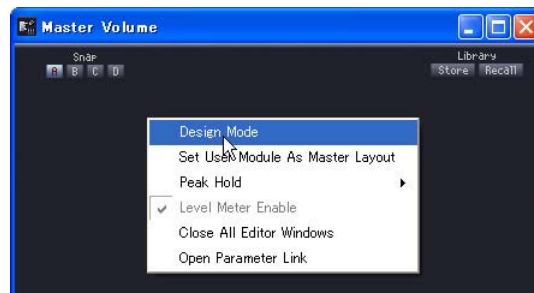 Master Volume
Snap
A B C D
Library
Store Recall
Design Mode
Set User Module As Master Layout
Peak Hold
Level Meter Enable
Close All Editor Windows
Open Parameter Link